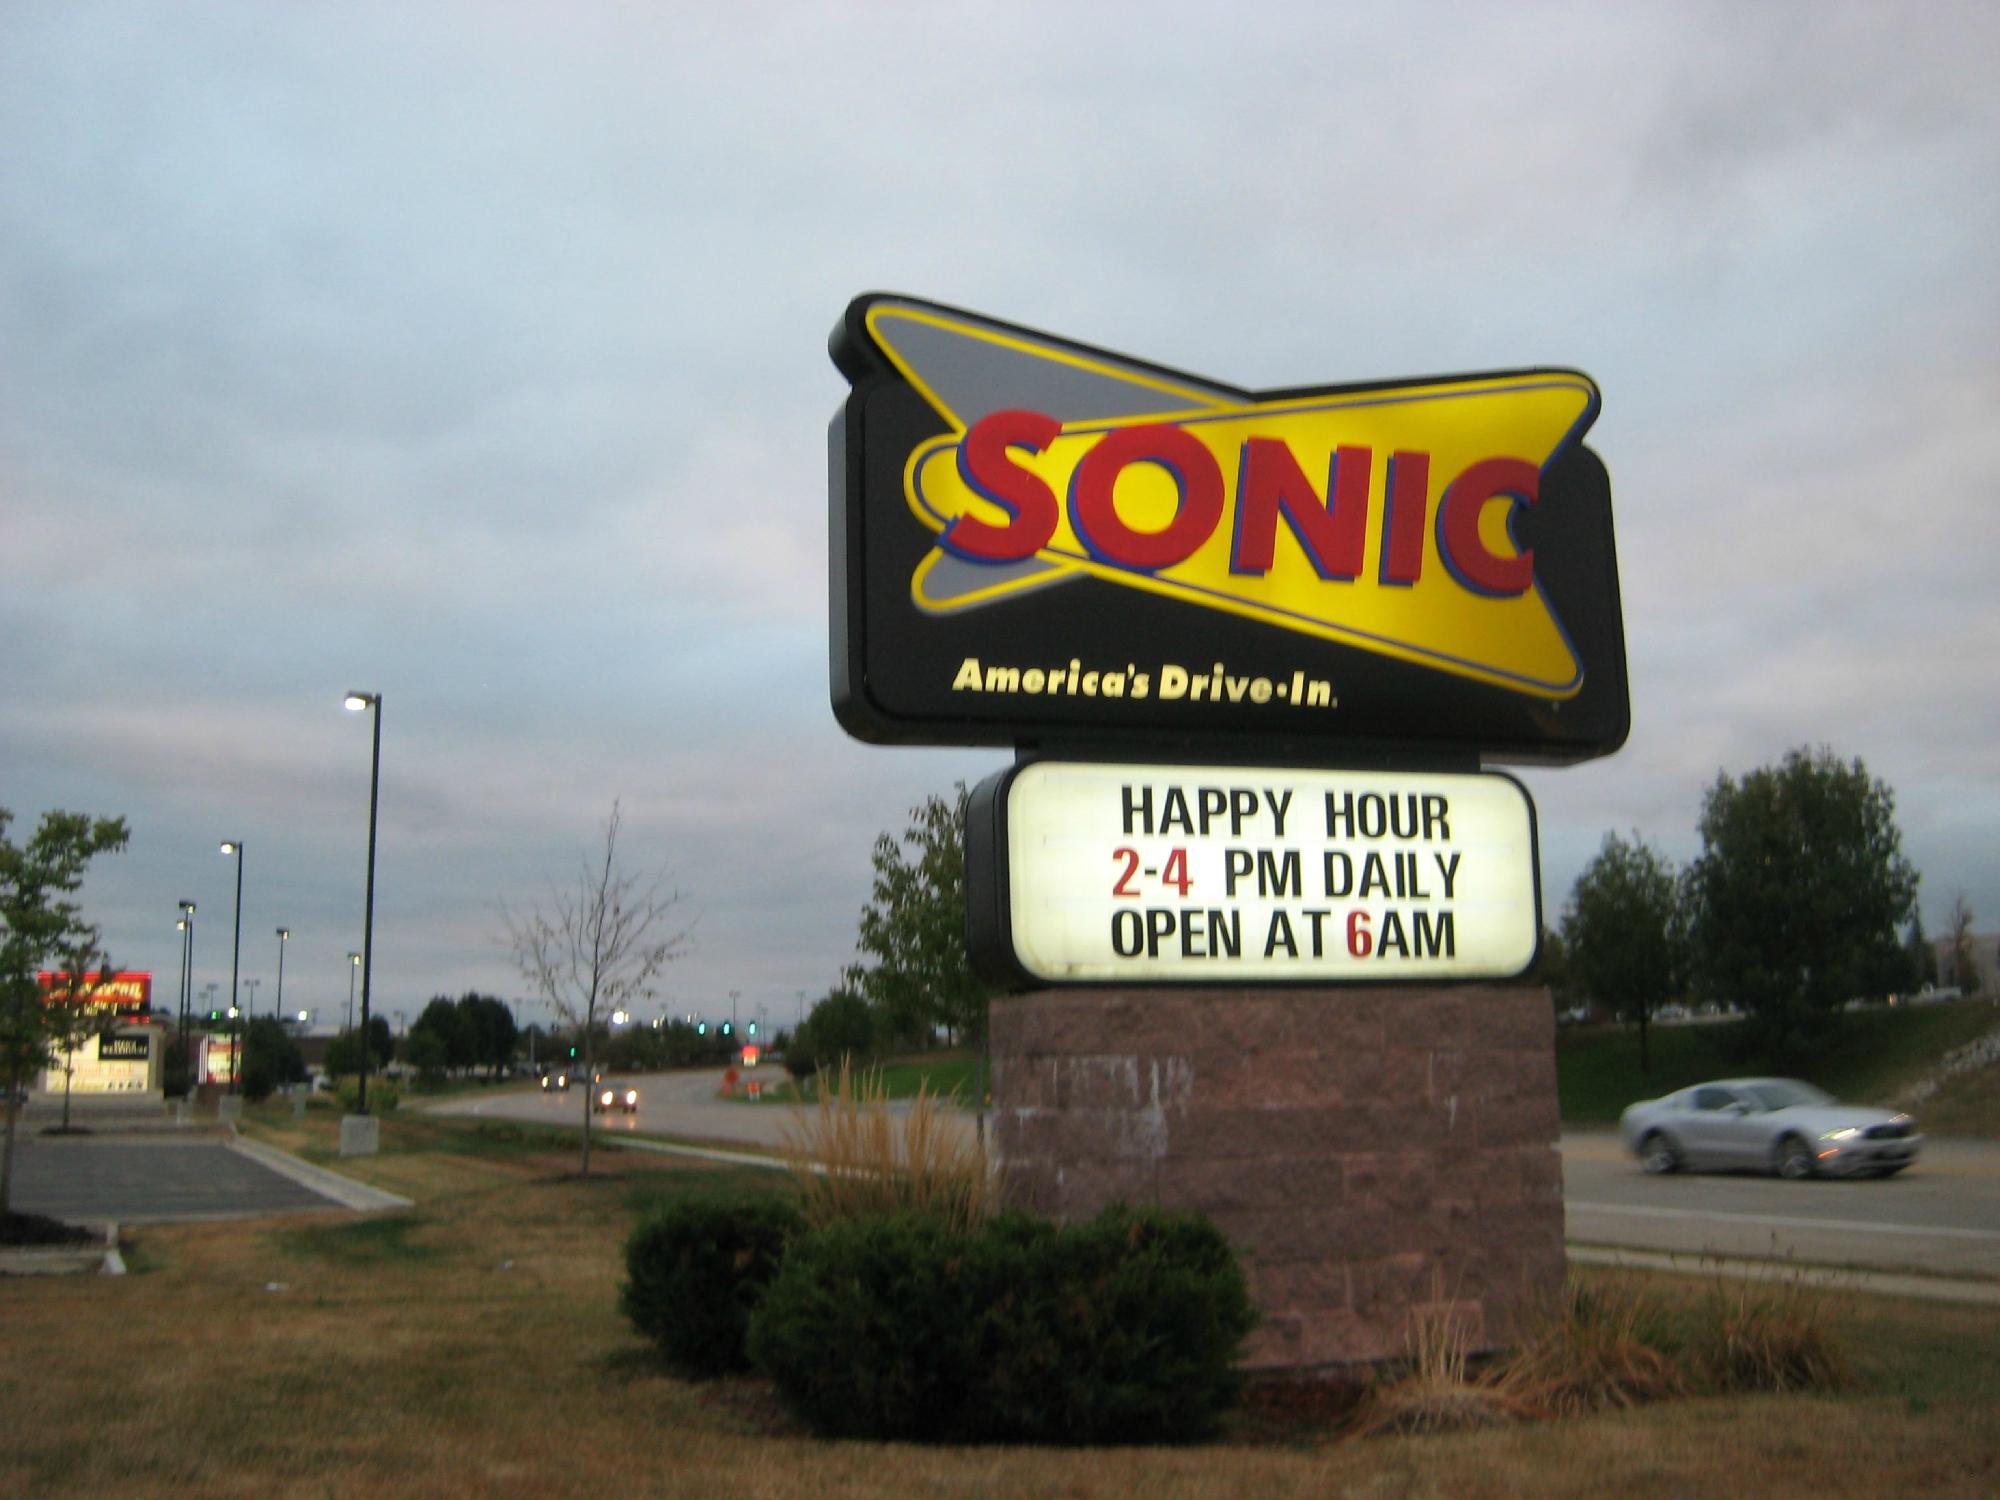 SONIC
America's Drive-In.
HAPPY HOUR
2-4 PM DAILY
OPEN AT 6AM